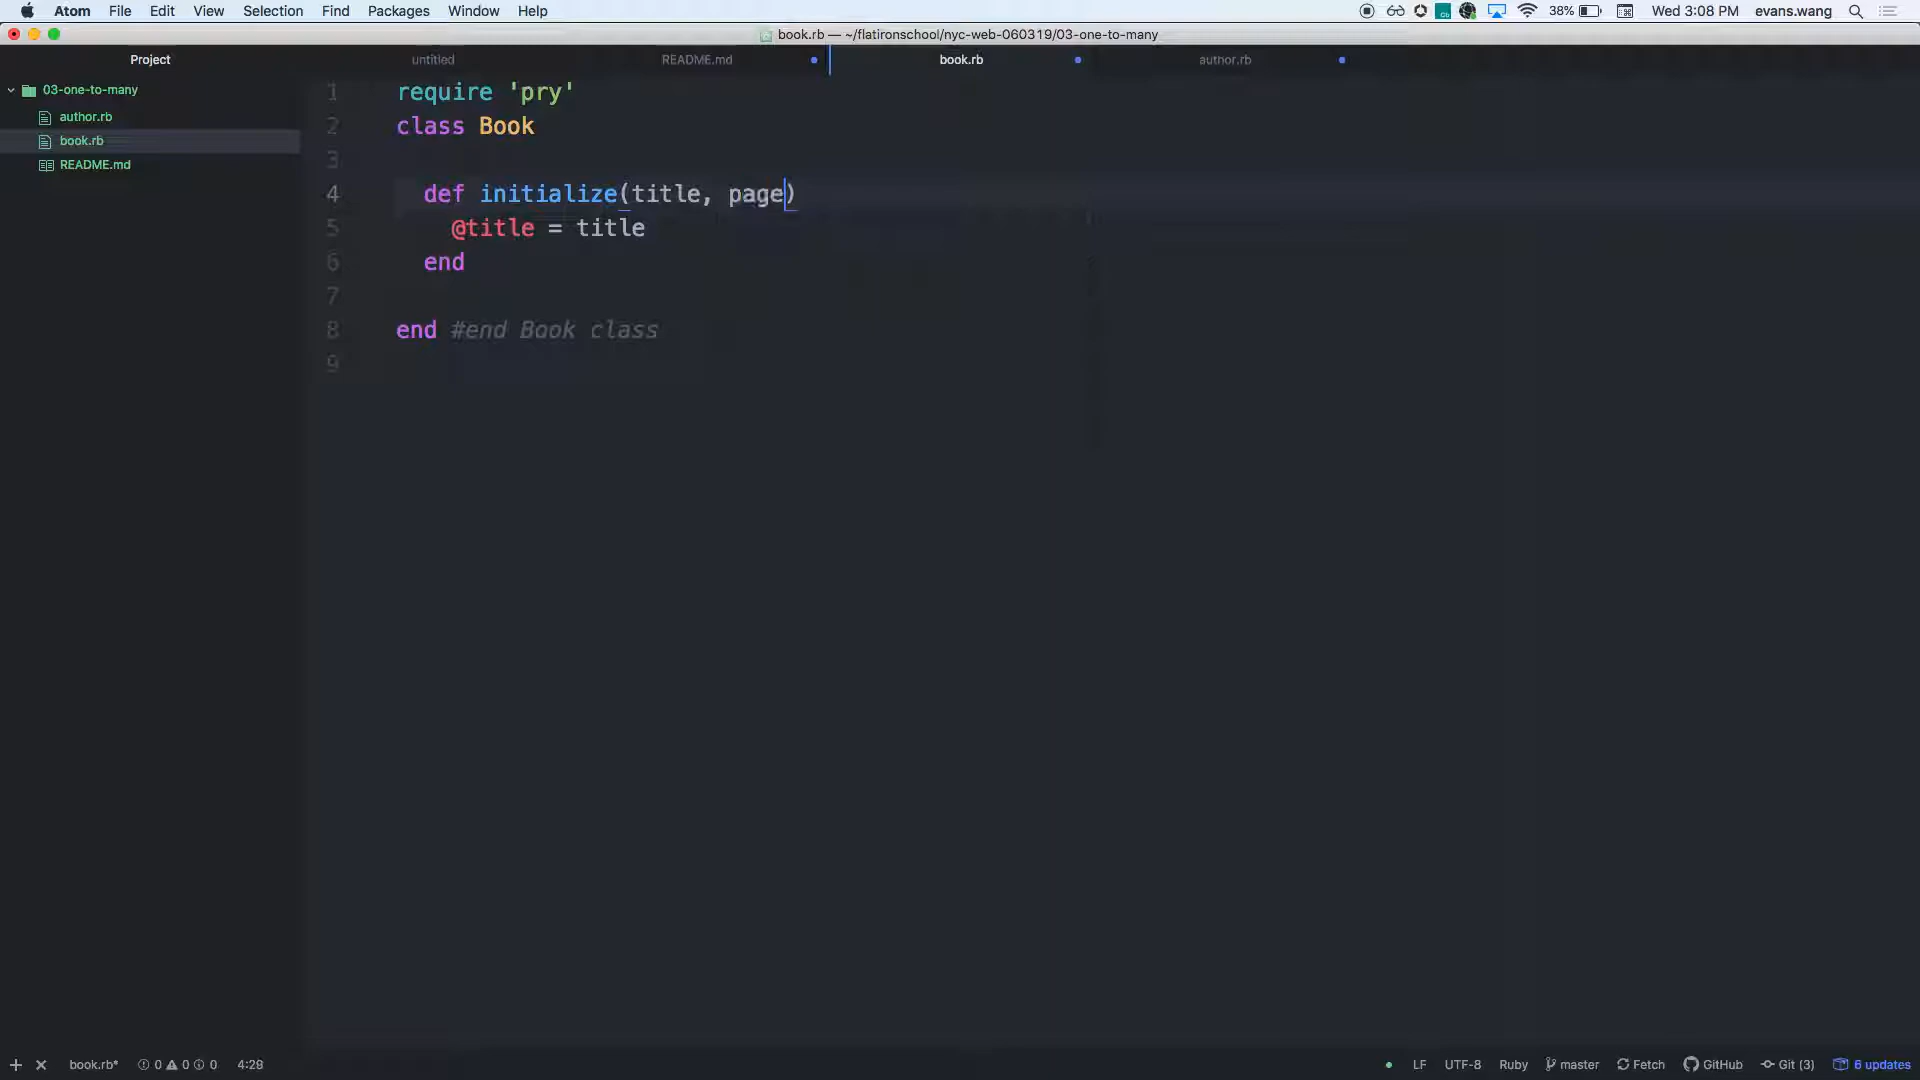 Atom File Edit View Selection Find Packages Window Help 38% Wed 3:08 PM evans.wang
book.rb — ~/flatironschool/nyc-web-060319/03-one-to-many
Project untitled README.md book.rb author.rb
03-one-to-many
author.rb
book.rb
README.md
1 require 'pry'
2 class Book
3
4 def initialize(title, page)
5 @title = title
6 end
7
8 end #end Book class
9
book.rb* 0 0 0 4:29 LF UTF-8 Ruby master Fetch GitHub Git (3) 6 updates